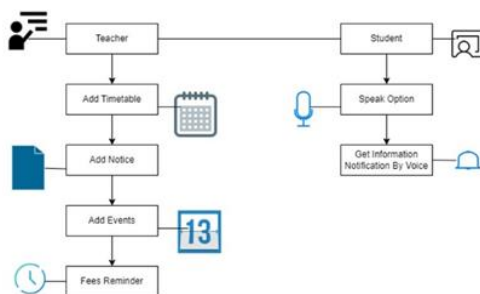 Teacher
Student
Add Timetable
Speak Option
Add Notice
Get Information
Notification By Voice
Add Events
13
Fees Reminder